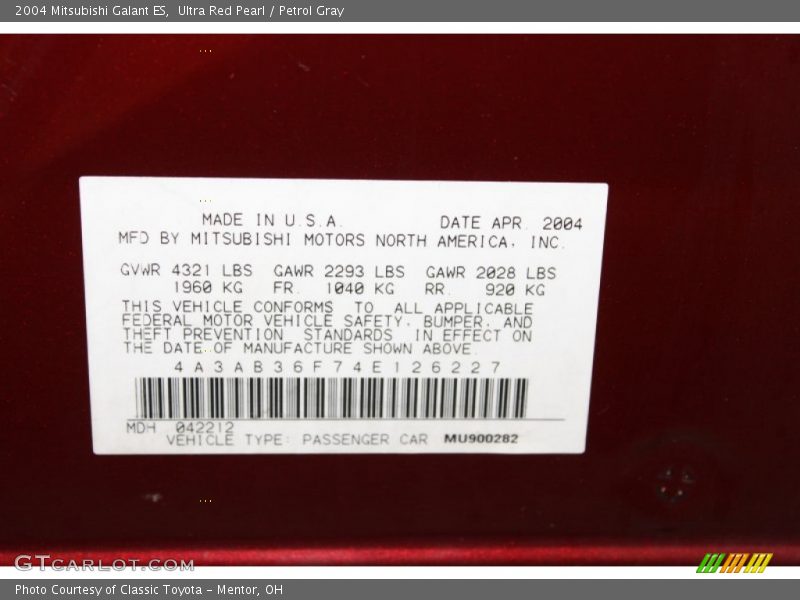 2004 Mitsubishi Galant ES, Ultra Red Pearl / Petrol Gray
MADE IN U.S.A. DATE APR. 2004
MFD BY MITSUBISHI MOTORS NORTH AMERICA, INC.
GVWR 4321 LBS GAWR 2293 LBS GAWR 2028 LBS
1960 KG FR. 1040 KG RR. 920 KG
THIS VEHICLE CONFORMS TO ALL APPLICABLE
FEDERAL MOTOR VEHICLE SAFETY, BUMPER, AND
THEFT PREVENTION STANDARDS IN EFFECT ON
THE DATE OF MANUFACTURE SHOWN ABOVE.
4A3AB36F74E126227
MDH 042212
VEHICLE TYPE: PASSENGER CAR MU900282
GTCARLOT.COM
Photo Courtesy of Classic Toyota - Mentor, OH